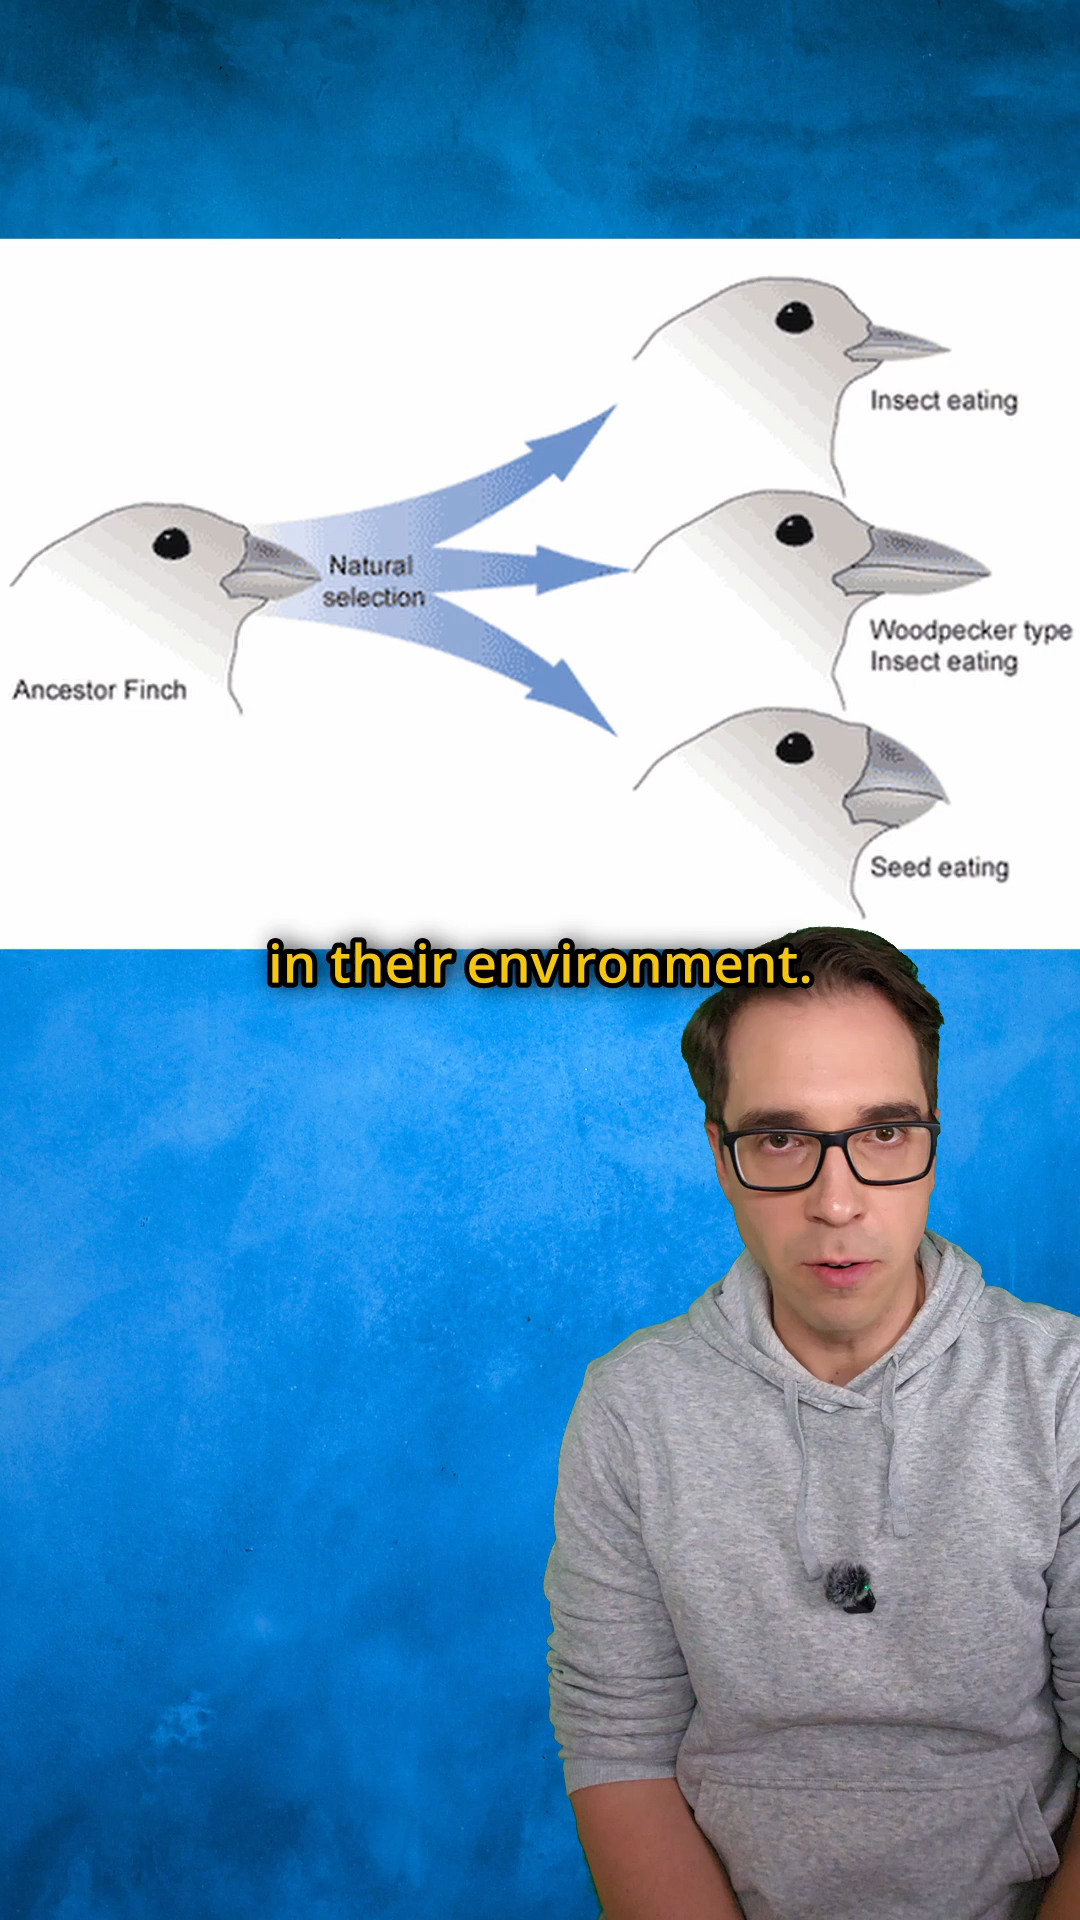 Insect eating
Natural
selection
Woodpecker type
Insect eating
Ancestor Finch
Seed eating
in their environment.